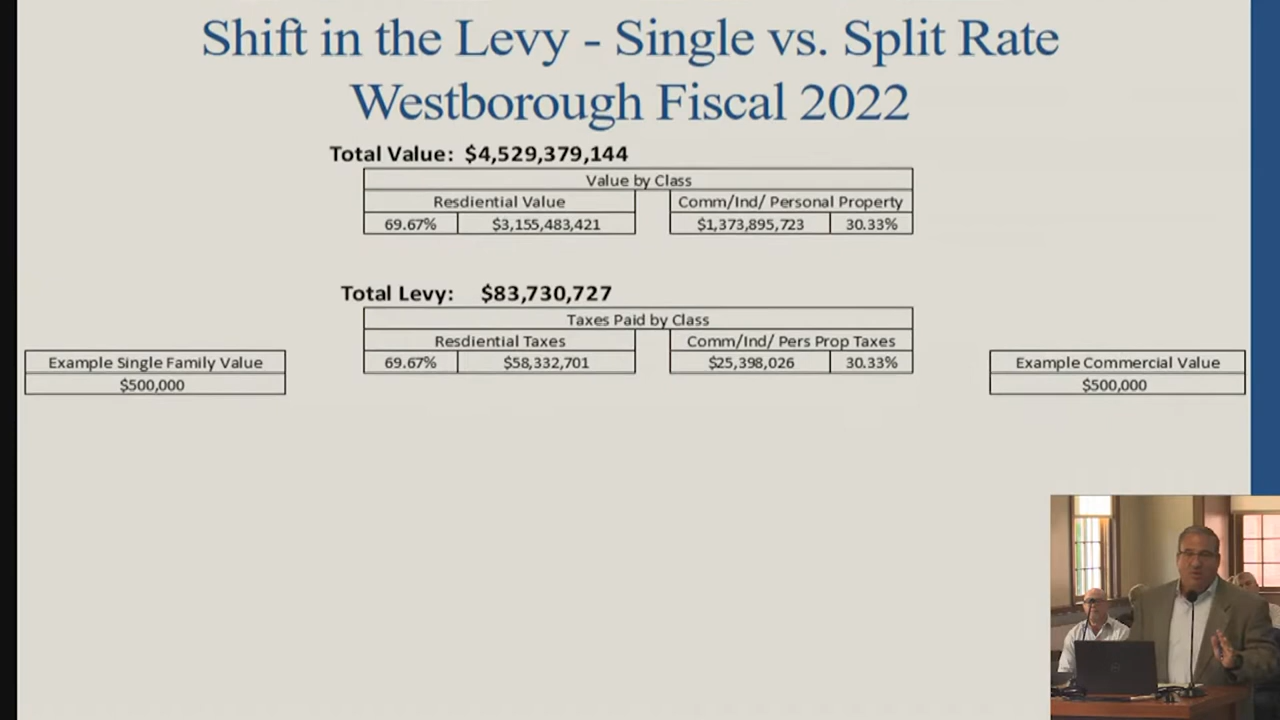 Shift in the Levy - Single vs. Split Rate
Westborough Fiscal 2022
Total Value: $4,529,379,144
Value by Class
Resdiential Value
Comm/Ind/ Personal Property
69.67%
$3,155,483,421
$1,373,895,723
30.33%
Total Levy: $83,730,727
Taxes Paid by Class
Resdiential Taxes
Comm/Ind/ Pers Prop Taxes
69.67%
$58,332,701
$25,398,026
30.33%
Example Single Family Value
$500,000
Example Commercial Value
$500,000